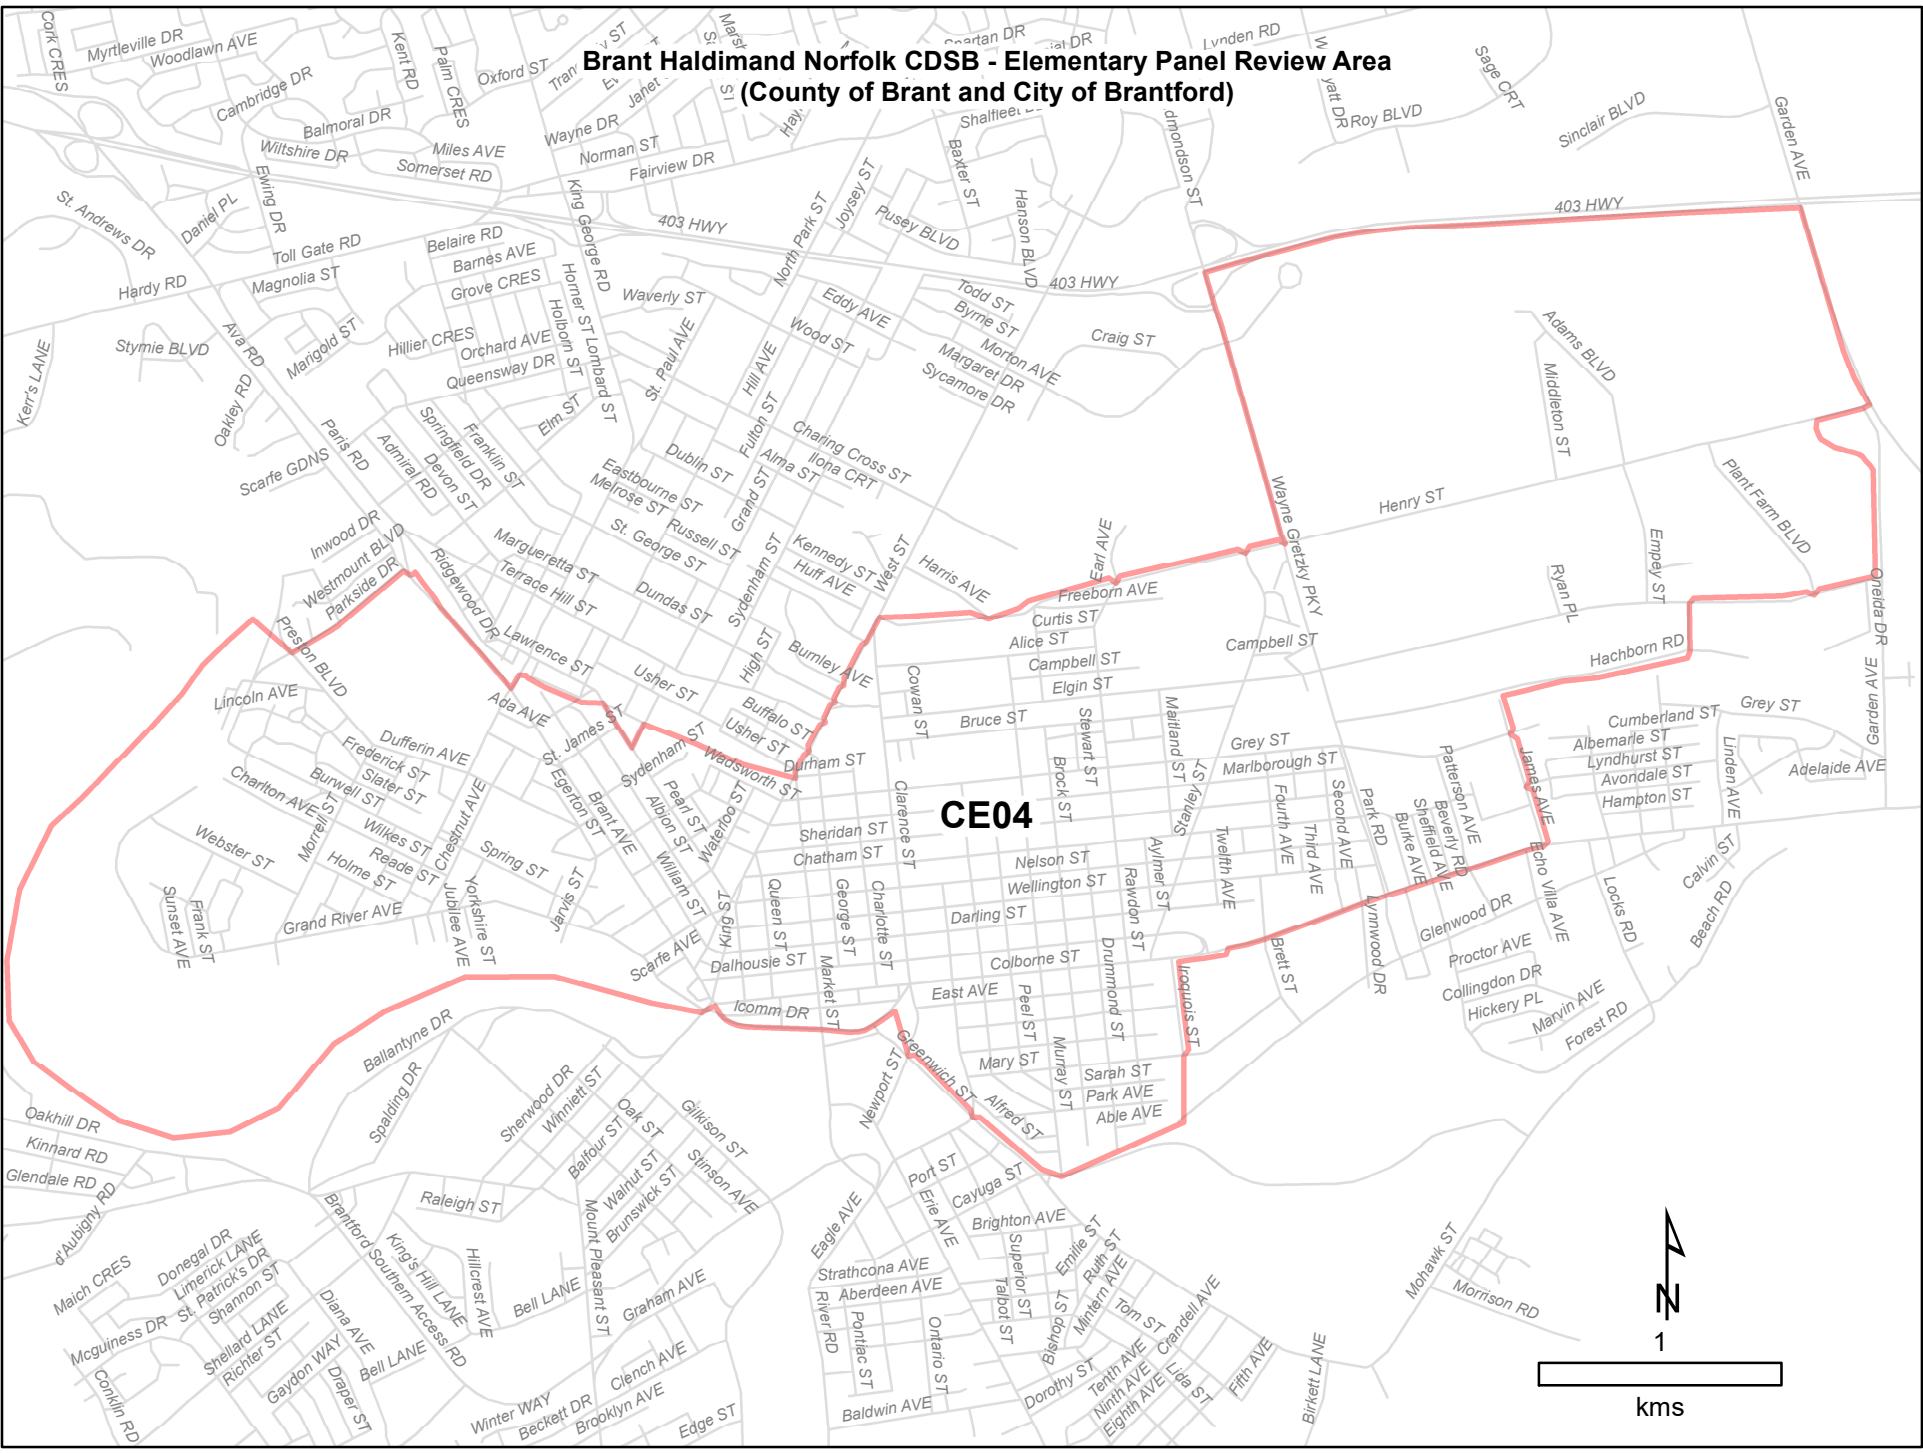 Brant Haldimand Norfolk CDSB - Elementary Panel Review Area
(County of Brant and City of Brantford)
Cork CRES
Myrtleville DR
Woodlawn AVE
Kent RD
Palm CRES
Oxford ST
Lynden RD
Sage CRT
Cambridge DR
Janet
Balmoral DR
Wayne DR
Roy BLVD
Sinclair BLVD
Garden AVE
Wiltshire DR
Miles AVE
Norman ST
Somerset RD
Fairview DR
Baxter ST
Ewing DR
King George RD
Joysey ST
Hanson BLVD
St. Andrews DR
Daniel PL
403 HWY
North Park ST
Pusey BLVD
403 HWY
Toll Gate RD
Belaire RD
Barnes AVE
Hardy RD
Magnolia ST
Grove CRES
Horner ST
Waverly ST
Eddy AVE
Todd ST
Byrne ST
403 HWY
Holborn ST
Stymie BLVD
Ava RD
Marigold ST
Hillier CRES
Orchard AVE
Queensway DR
Lombard ST
St. Paul AVE
Wood ST
Hill AVE
Morton AVE
Margaret DR
Sycamore DR
Craig ST
Adams BLVD
Middleton ST
Kerr's LANE
Oakley RD
Paris RD
Elm ST
Springfield DR
Franklin ST
Admiral RD
Devon ST
Fulton ST
Charing Cross ST
Ilona CRT
Alma ST
Dublin ST
Scarfe GDNS
Eastbourne ST
Melrose ST
Russell ST
Grand ST
St. George ST
Wayne Gretzky PKY
Henry ST
Plant Farm BLVD
Inwood DR
Westmount BLVD
Parkside DR
Ridgewood DR
Margueretta ST
Terrace Hill ST
Dundas ST
Sydenham ST
Kennedy ST
Huff AVE
West ST
Harris AVE
Earl AVE
Freeborn AVE
Empey ST
Ryan PL
Oneida DR
Preston BLVD
Lawrence ST
Usher ST
High ST
Burnley AVE
Curtis ST
Alice ST
Campbell ST
Campbell ST
Elgin ST
Hachborn RD
Garden AVE
Lincoln AVE
Ada AVE
St. James ST
Buffalo ST
Usher ST
Cowan ST
Bruce ST
Stewart ST
Maitland ST
Grey ST
Grey ST
Cumberland ST
Albemarle ST
Lyndhurst ST
Avondale ST
Hampton ST
Linden AVE
Adelaide AVE
Dufferin AVE
Frederick ST
Slater ST
Burwell ST
Charlton AVE
Egerton ST
Sydenham ST
Wadsworth ST
Durham ST
Brock ST
Marlborough ST
Patterson AVE
James AVE
Morrell ST
Wilkes ST
Chestnut AVE
Brant AVE
Pearl ST
Albion ST
Waterloo ST
Clarence ST
CE04
Stanley ST
Fourth AVE
Third AVE
Second AVE
Park RD
Burke AVE
Sheffield AVE
Beverly RD
Webster ST
Holme ST
Reade ST
Spring ST
William ST
Sheridan ST
Chatham ST
Nelson ST
Wellington ST
Rawdon ST
Aylmer ST
Twelfth AVE
Echo Villa AVE
Calvin ST
Locks RD
Beach RD
Sunset AVE
Frank ST
Grand River AVE
Jubilee AVE
Yorkshire ST
Jarvis ST
Scarfe AVE
King ST
Queen ST
George ST
Charlotte ST
Darling ST
Lynnwood DR
Glenwood DR
Brett ST
Proctor AVE
Collingdon DR
Hickery PL
Marvin AVE
Forest RD
Dalhousie ST
Market ST
Colborne ST
East AVE
Drummond ST
Iroquois ST
Icomm DR
Peel ST
Murray ST
Ballantyne DR
Spalding DR
Newport ST
Greenwich ST
Mary ST
Sarah ST
Park AVE
Able AVE
Alfred ST
Oakhill DR
Kinnard RD
Glendale RD
d'Aubigny RD
Sherwood DR
Winniett ST
Oak ST
Balfour ST
Gilkison ST
Walnut ST
Brunswick ST
Stinson AVE
Raleigh ST
Port ST
Cayuga ST
Erie AVE
Eagle AVE
Brighton AVE
Emilie ST
Ruth ST
Superior ST
Mohawk ST
N
Donegal DR
Limerick LANE
St. Patrick's DR
Shannon ST
Maich CRES
Mcguiness DR
Shellard LANE
Richter ST
Gaydon WAY
Diana AVE
Draper ST
Conklin RD
Brantford Southern Access RD
King's Hill LANE
Hillcrest AVE
Bell LANE
Bell LANE
Mount Pleasant ST
Graham AVE
Clench AVE
Brooklyn AVE
Beckett DR
Winter WAY
Edge ST
Strathcona AVE
Aberdeen AVE
River RD
Pontiac ST
Ontario ST
Talbot ST
Baldwin AVE
Bishop ST
Mintern AVE
Tom ST
Crandell AVE
Tenth AVE
Ninth AVE
Eighth AVE
Lida ST
Dorothy ST
Fifth AVE
Birkett LANE
Morrison RD
1
kms